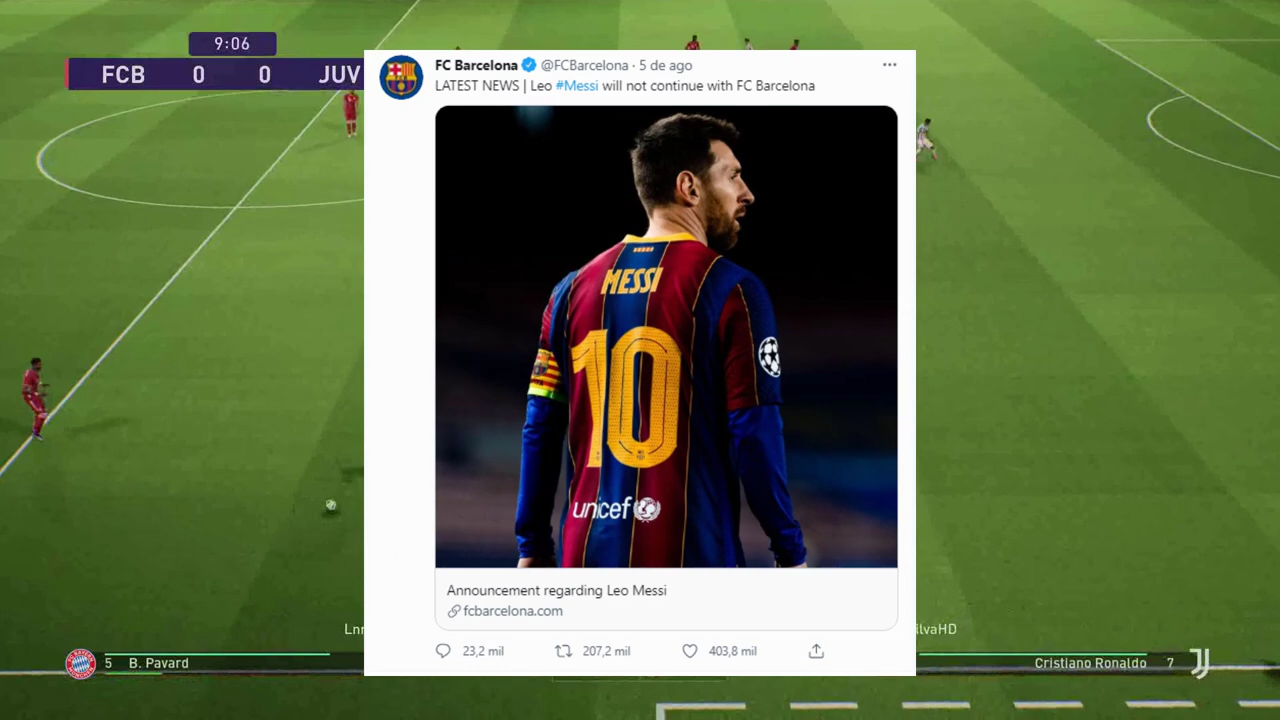 9:06
FCB 0 0 JUV
FC Barcelona @FCBarcelona · 5 de ago
LATEST NEWS | Leo #Messi will not continue with FC Barcelona
MESSI
10
unicef
Announcement regarding Leo Messi
fcbarcelona.com
23,2 mil 207,2 mil 403,8 mil
ilvaHD
5 B. Pavard
Cristiano Ronaldo 7